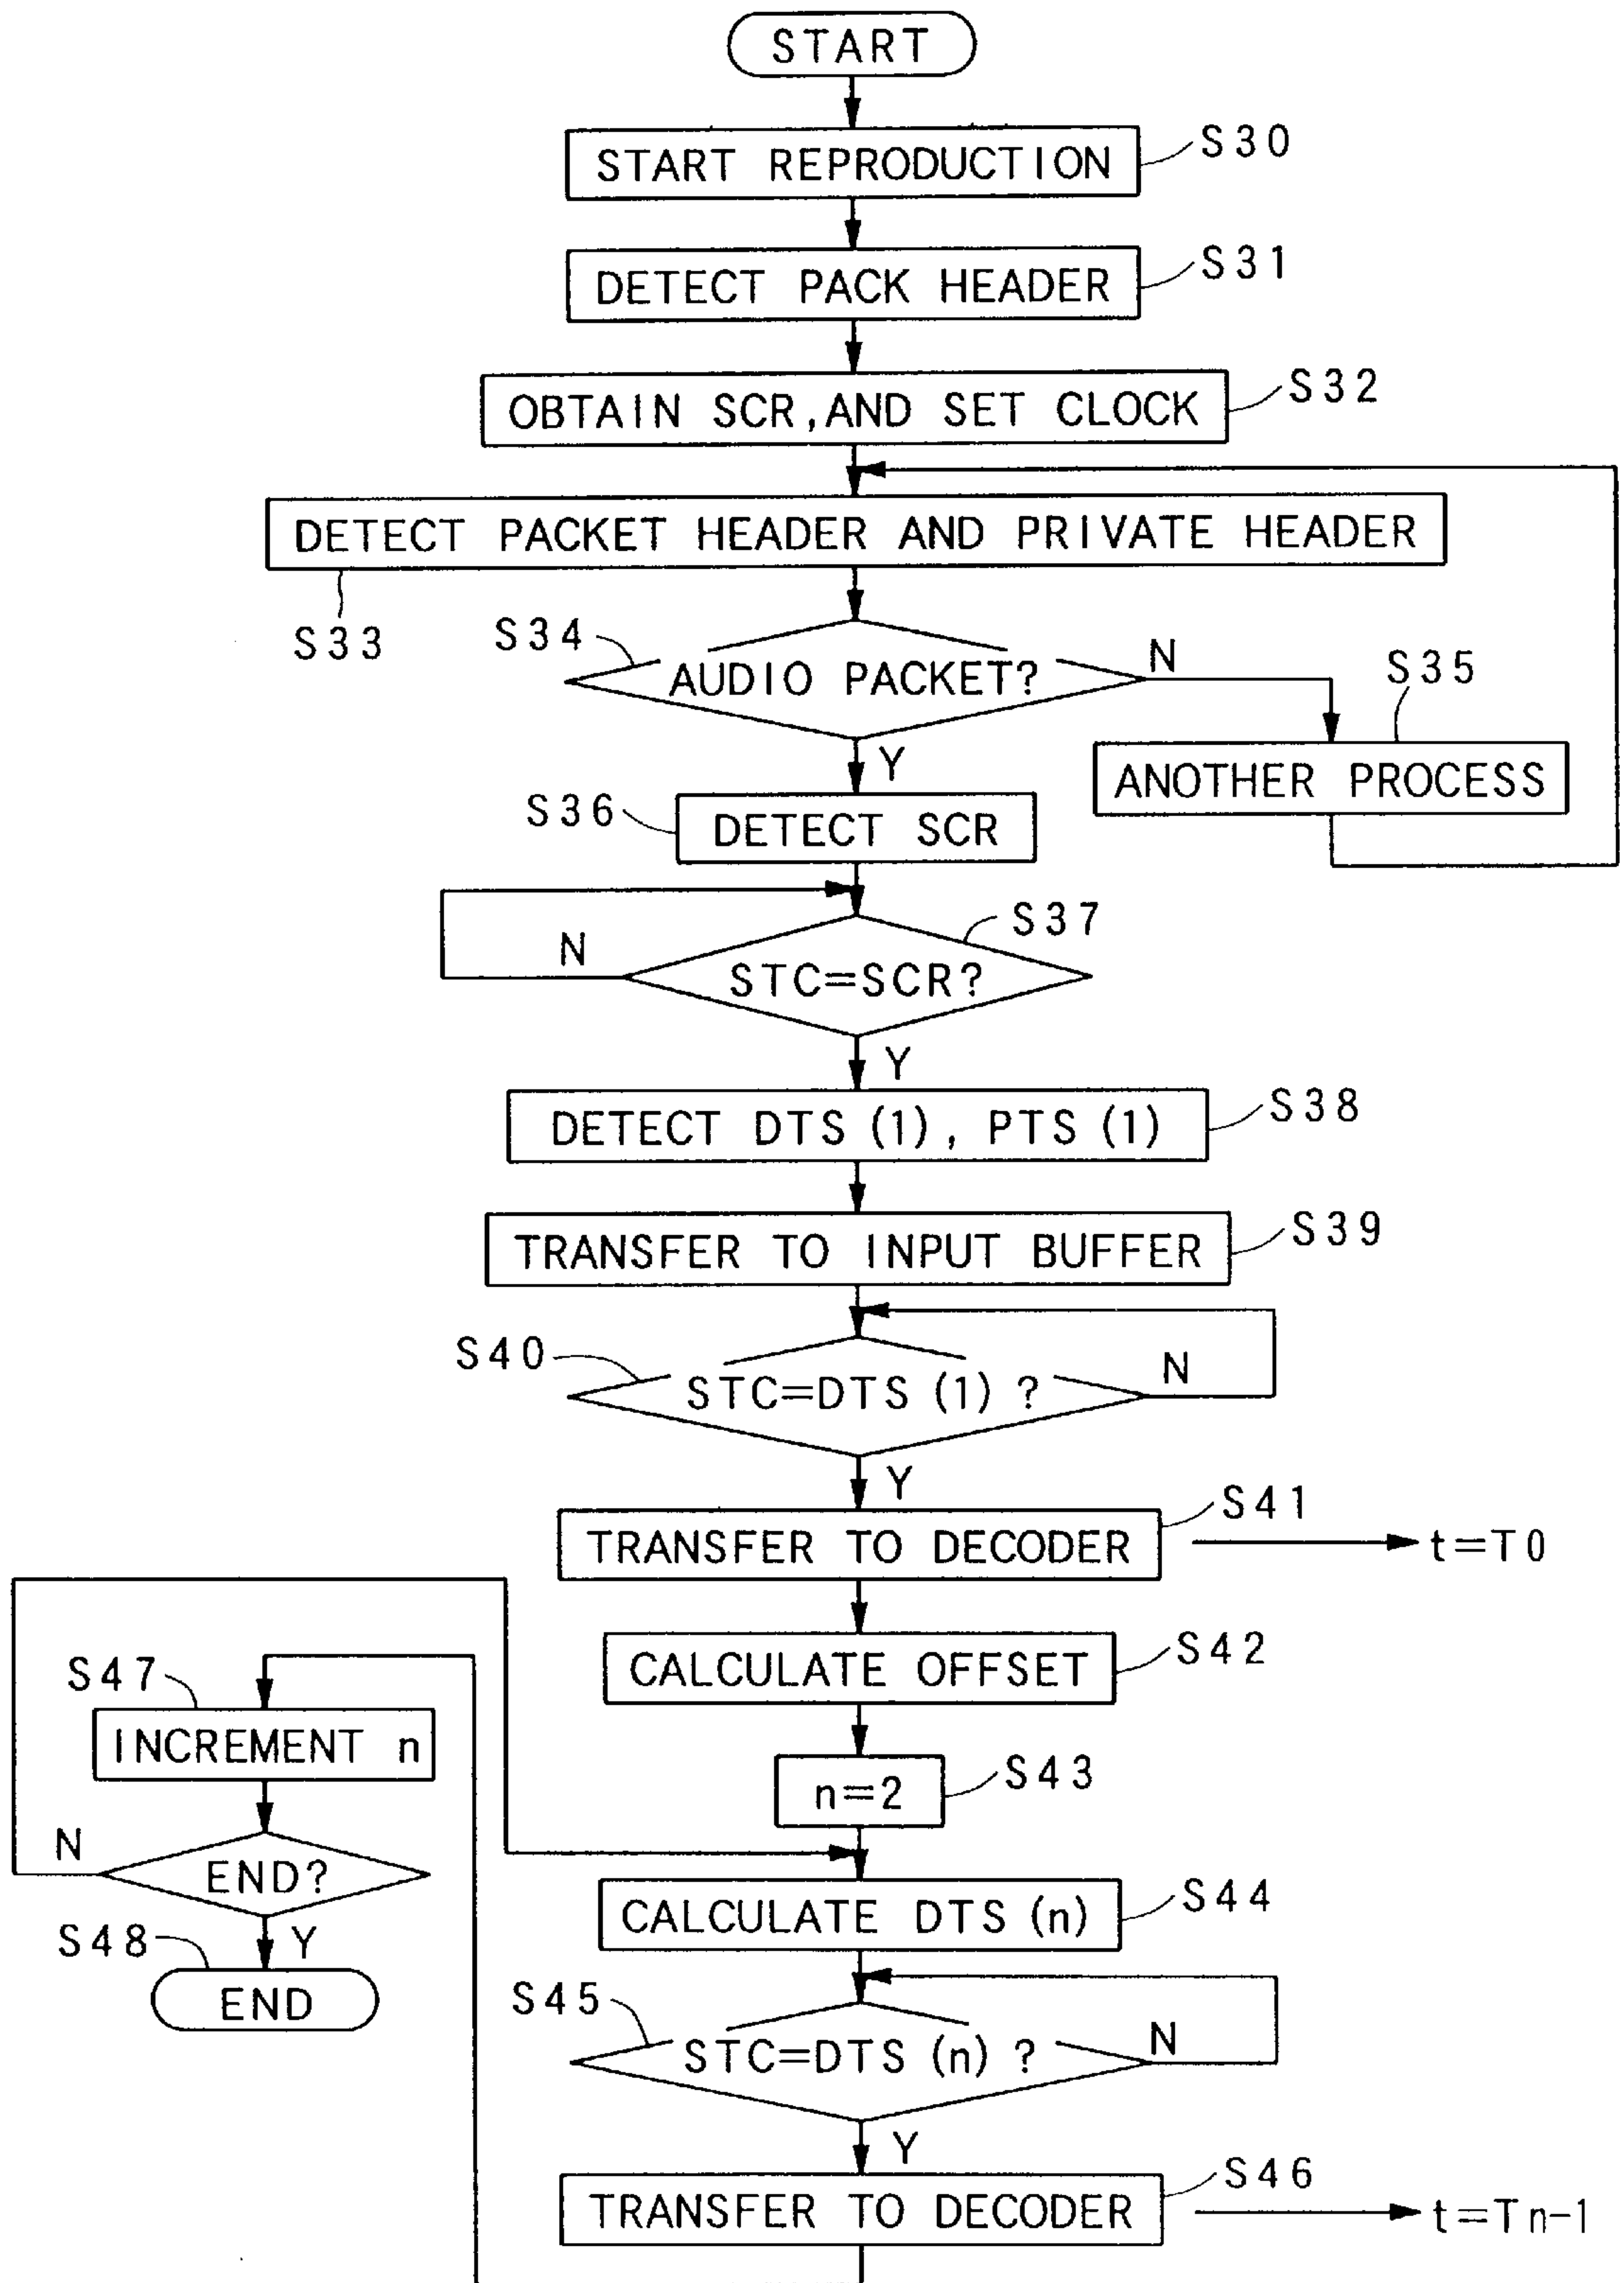 START
START REPRODUCTION
S30
DETECT PACK HEADER
S31
OBTAIN SCR,AND SET CLOCK
S32
DETECT PACKET HEADER AND PRIVATE HEADER
S33
S34
AUDIO PACKET?
N
S35
Y
ANOTHER PROCESS
S36
DETECT SCR
S37
N
STC=SCR?
Y
DETECT DTS (1), PTS (1)
S38
TRANSFER TO INPUT BUFFER
S39
S40
STC=DTS (1) ?
N
Y
TRANSFER TO DECODER
S41
t=T0
CALCULATE OFFSET
S42
S47
INCREMENT n
n=2
S43
N
END?
Y
S48
END
CALCULATE DTS (n)
S44
S45
STC=DTS (n) ?
N
Y
TRANSFER TO DECODER
S46
t=Tn-1